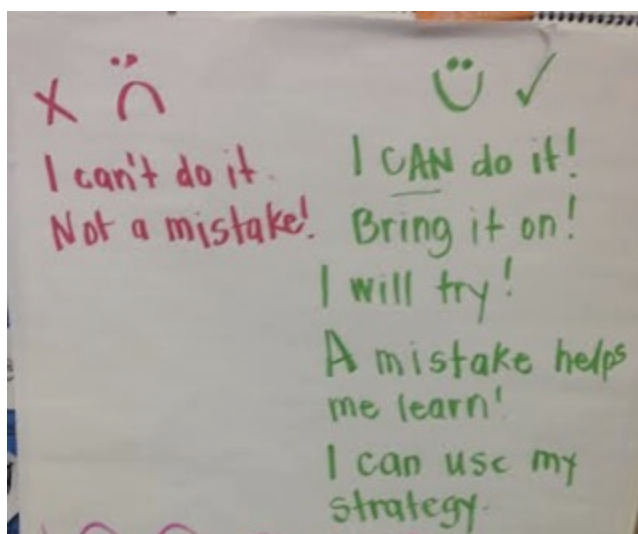 I can't do it.
Not a mistake!
I CAN do it!
Bring it on!
I will try!
A mistake helps
me learn!
I can use my
strategy.